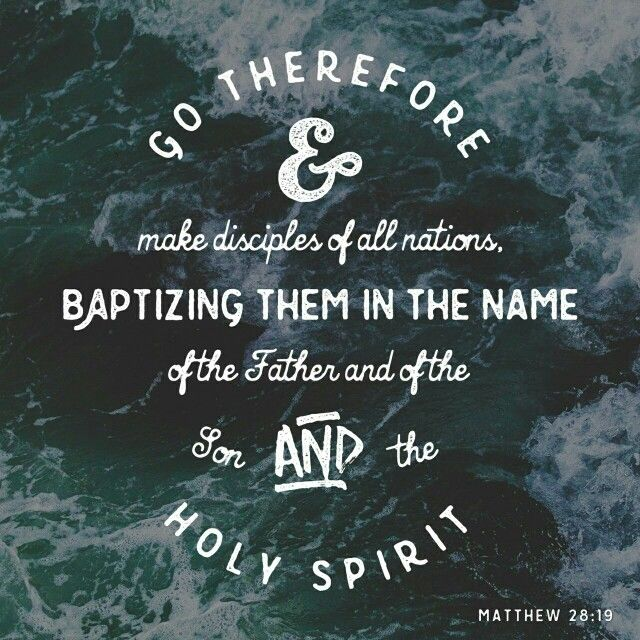 GO THEREFORE
&
make disciples of all nations,
BAPTIZING THEM IN THE NAME
of the Father and of the
Son AND the
HOLY SPIRIT
MATTHEW 28:19